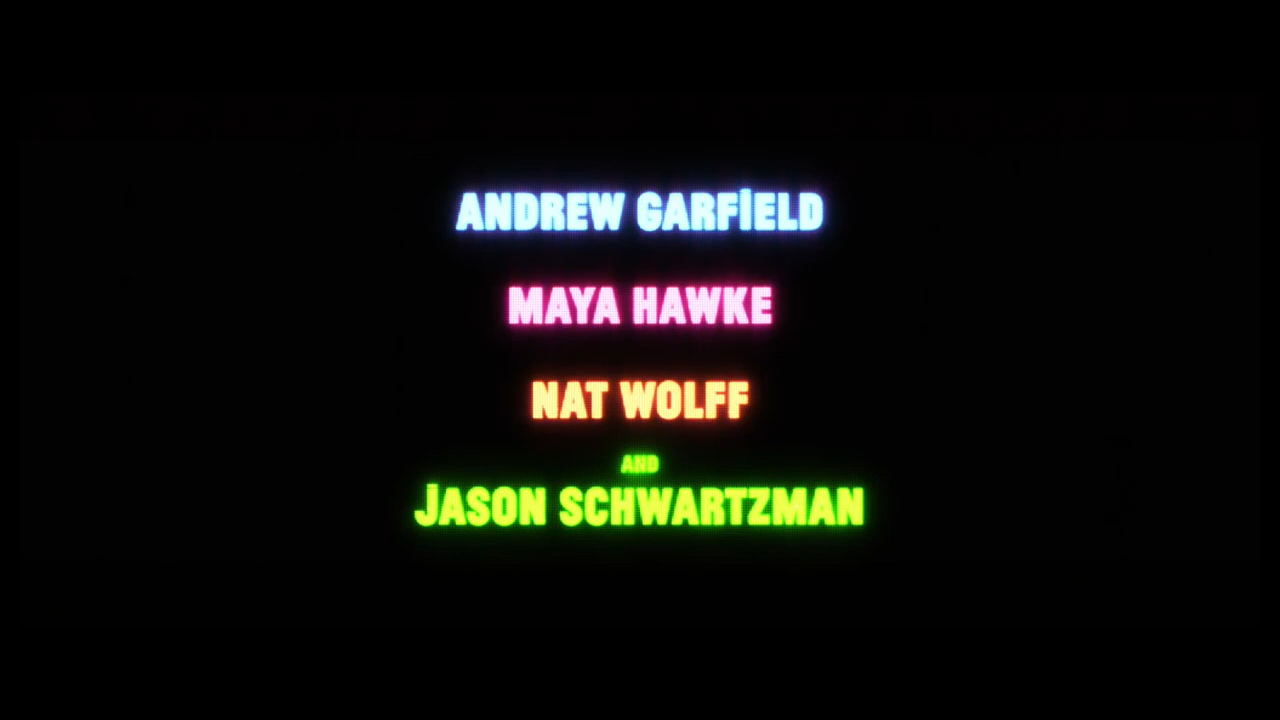 ANDREW GARFIELD
MAYA HAWKE
NAT WOLFF
AND
JASON SCHWARTZMAN